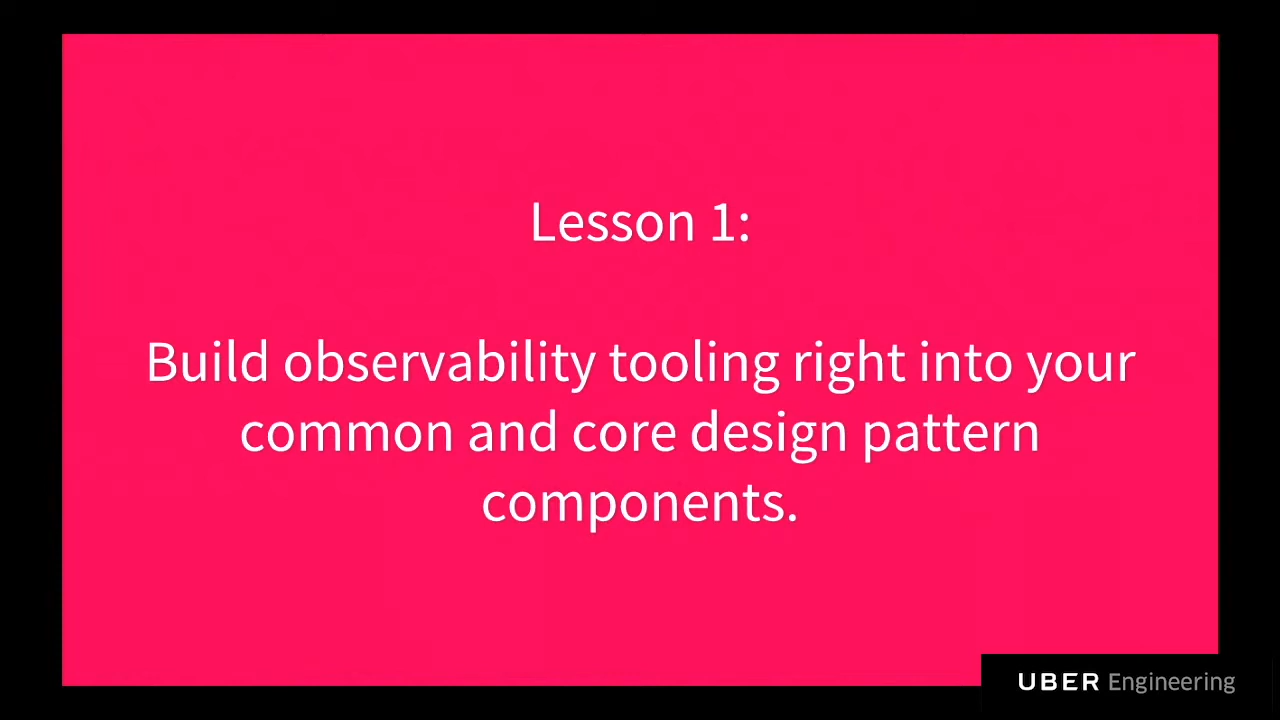 Lesson 1:
Build observability tooling right into your
common and core design pattern
components.
UBER Engineering